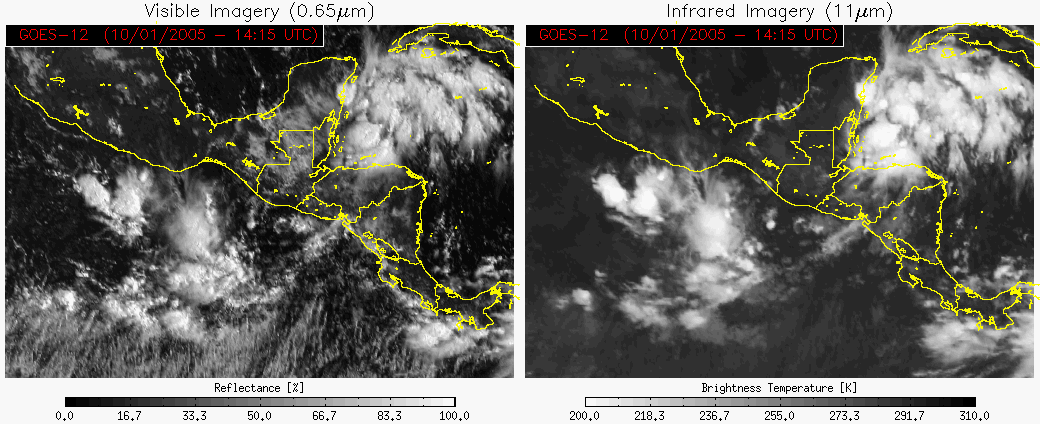 Visible Imagery (0.65μm)
Infrared Imagery (11μm)
GOES-12 (10/01/2005 - 14:15 UTC)
GOES-12 (10/01/2005 - 14:15 UTC)
Reflectance [%]
0.0 16.7 33.3 50.0 66.7 83.3 100.0
Brightness Temperature [K]
200.0 218.3 236.7 255.0 273.3 291.7 310.0